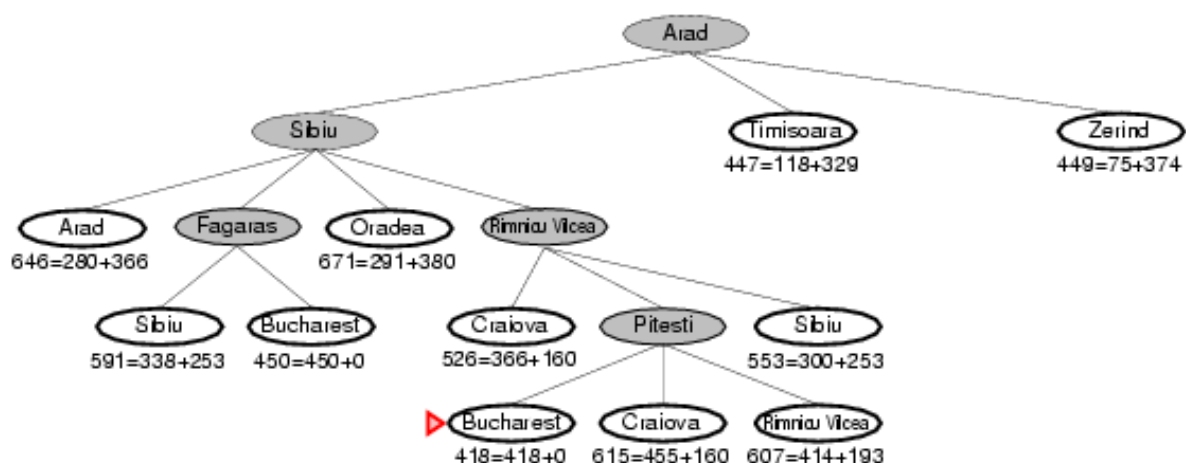 Arad
Sibiu
Timisoara
Zerind
447=118+329
449=75+374
Arad
Fagaras
Oradea
Rimnicu Vilcea
646=280+366
671=291+380
Sibiu
Bucharest
Craiova
Pitesti
Sibiu
591=338+253
450=450+0
526=366+160
553=300+253
Bucharest
Craiova
Rimnicu Vilcea
418=418+0
615=455+160
607=414+193